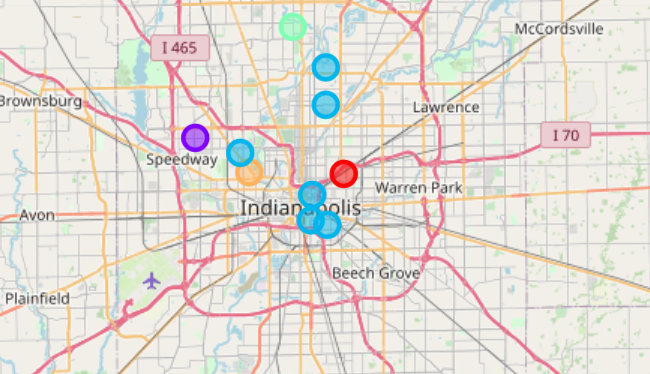 McCordsville
I 465
Brownsburg
Lawrence
I 70
Speedway
Warren Park
Indianapolis
Avon
Beech Grove
Plainfield